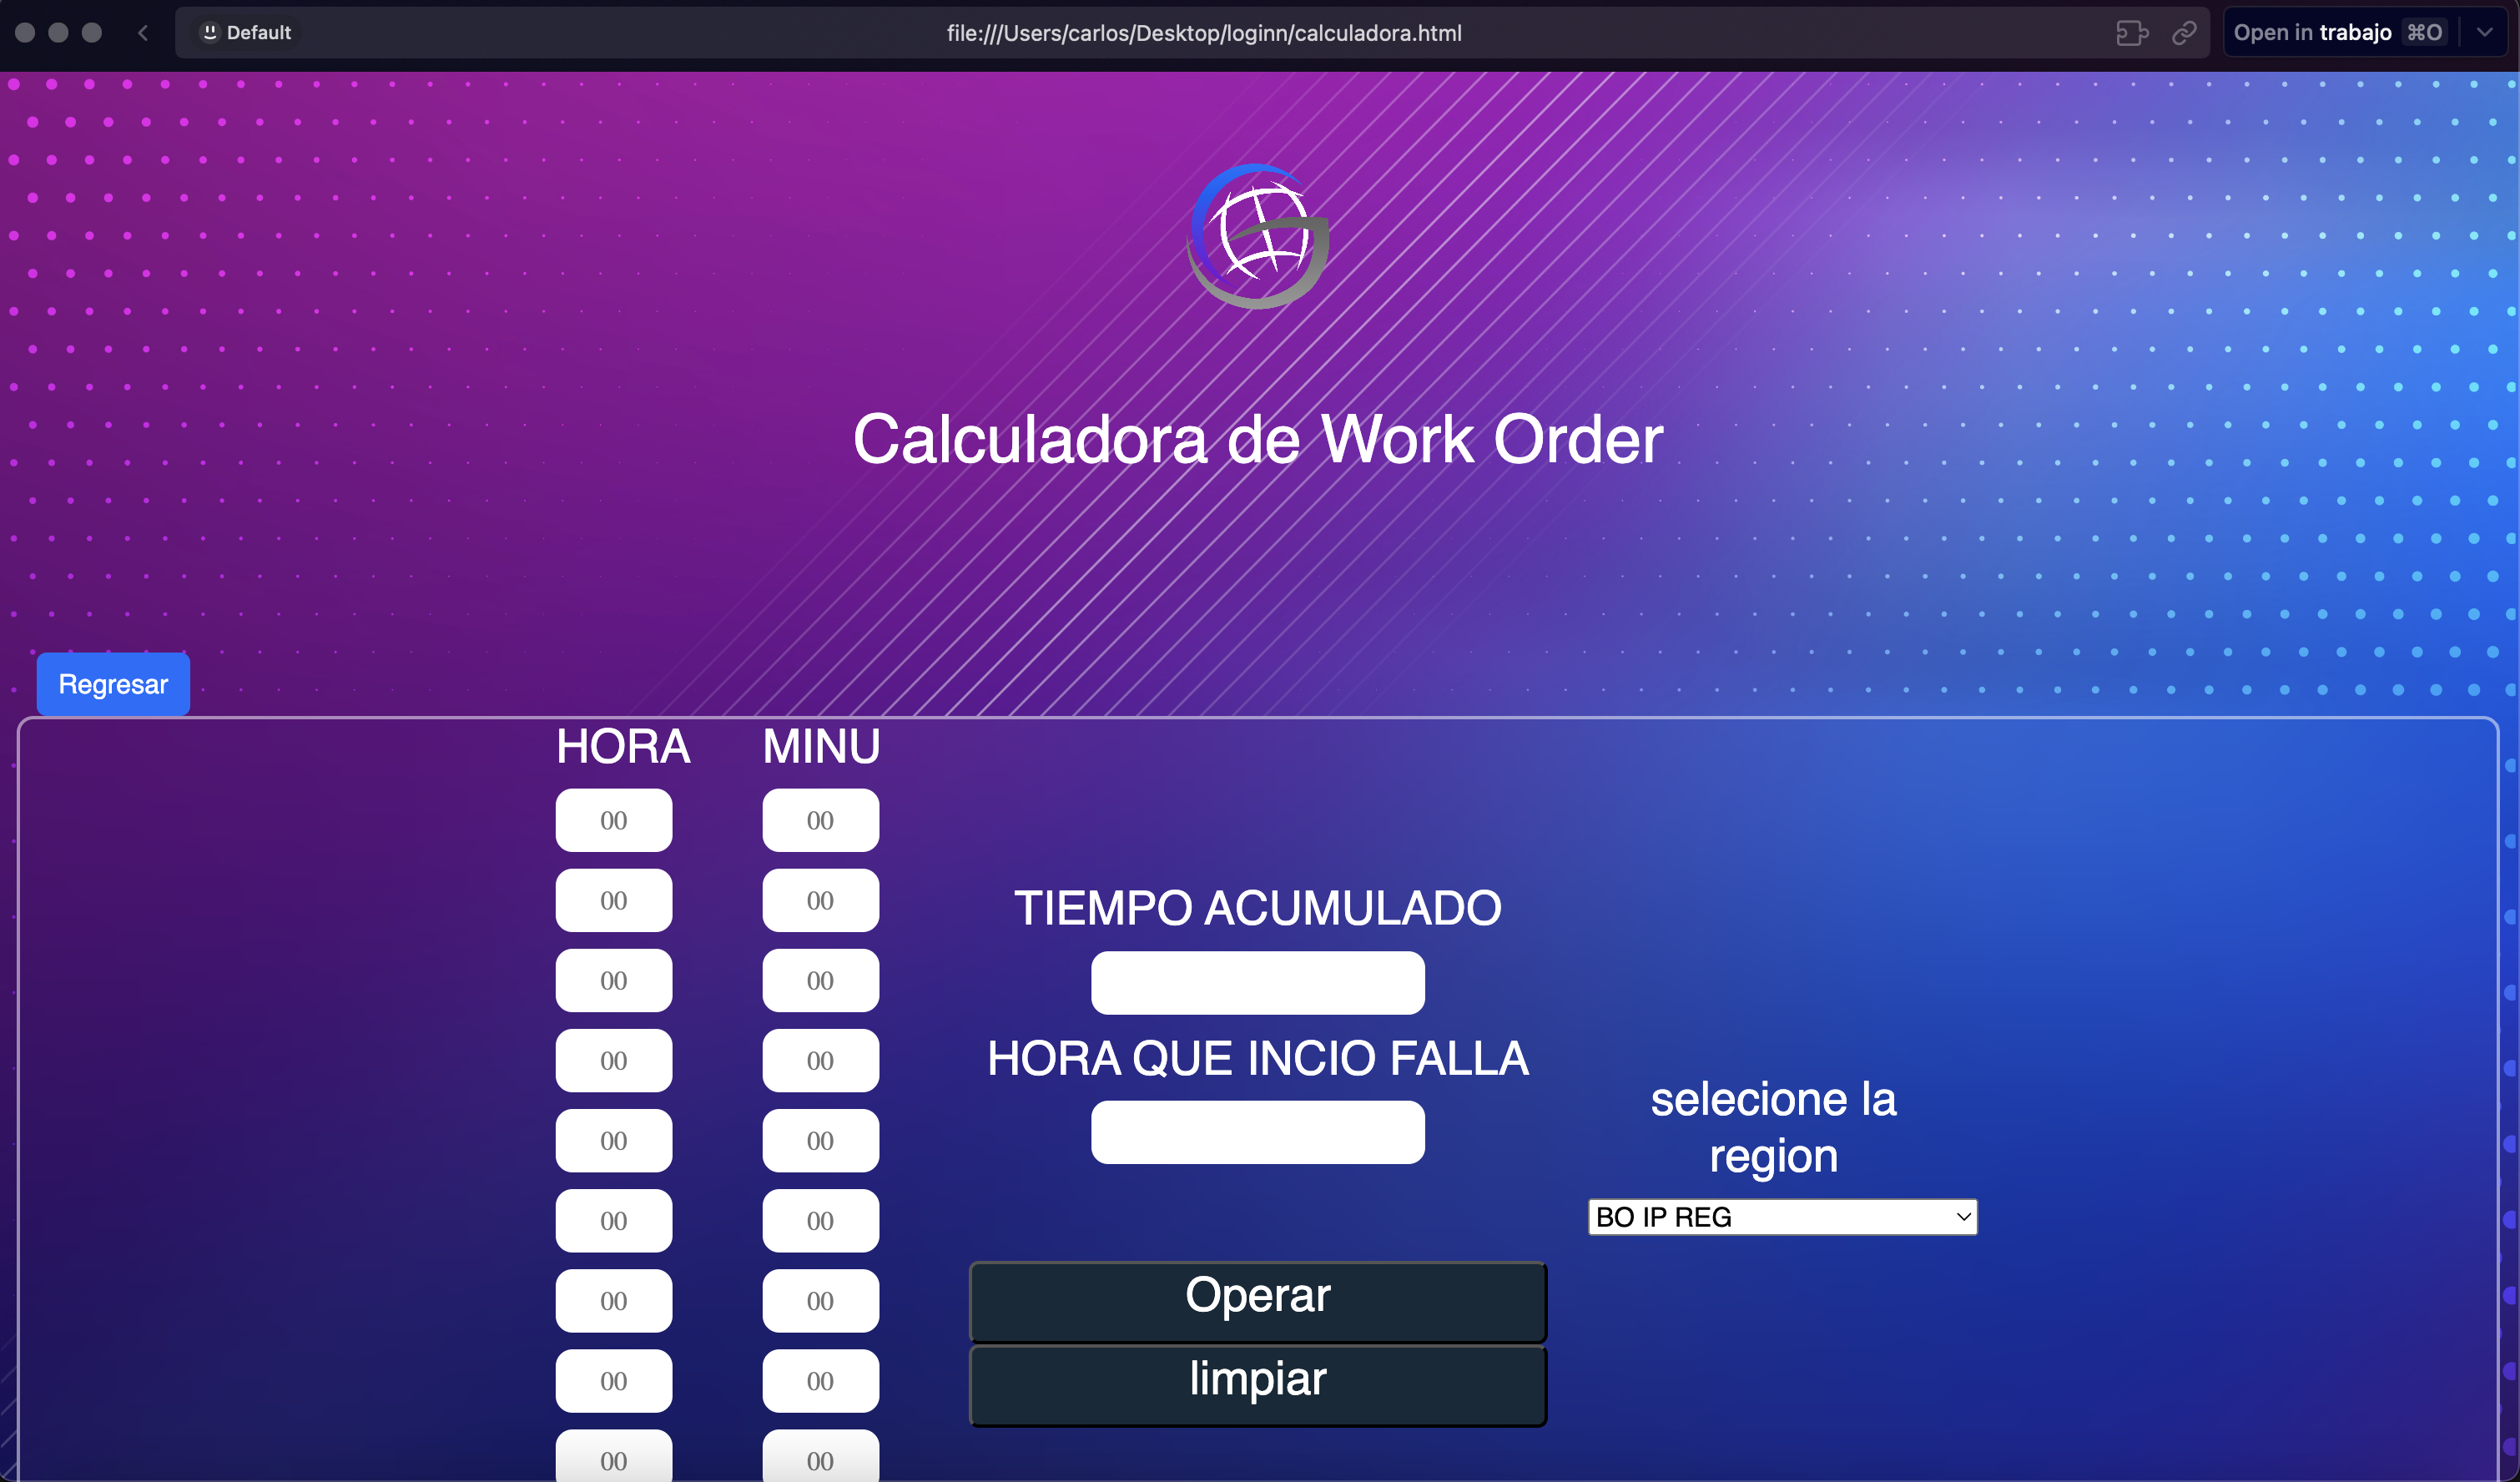 Default
file:///Users/carlos/Desktop/loginn/calculadora.html
Open in trabajo ⌘O
Calculadora de Work Order
Regresar
HORA MINU
00 00
00 00
00 00
00 00
00 00
00 00
00 00
00 00
00 00
TIEMPO ACUMULADO
HORA QUE INCIO FALLA
Operar
limpiar
selecione la
region
BO IP REG